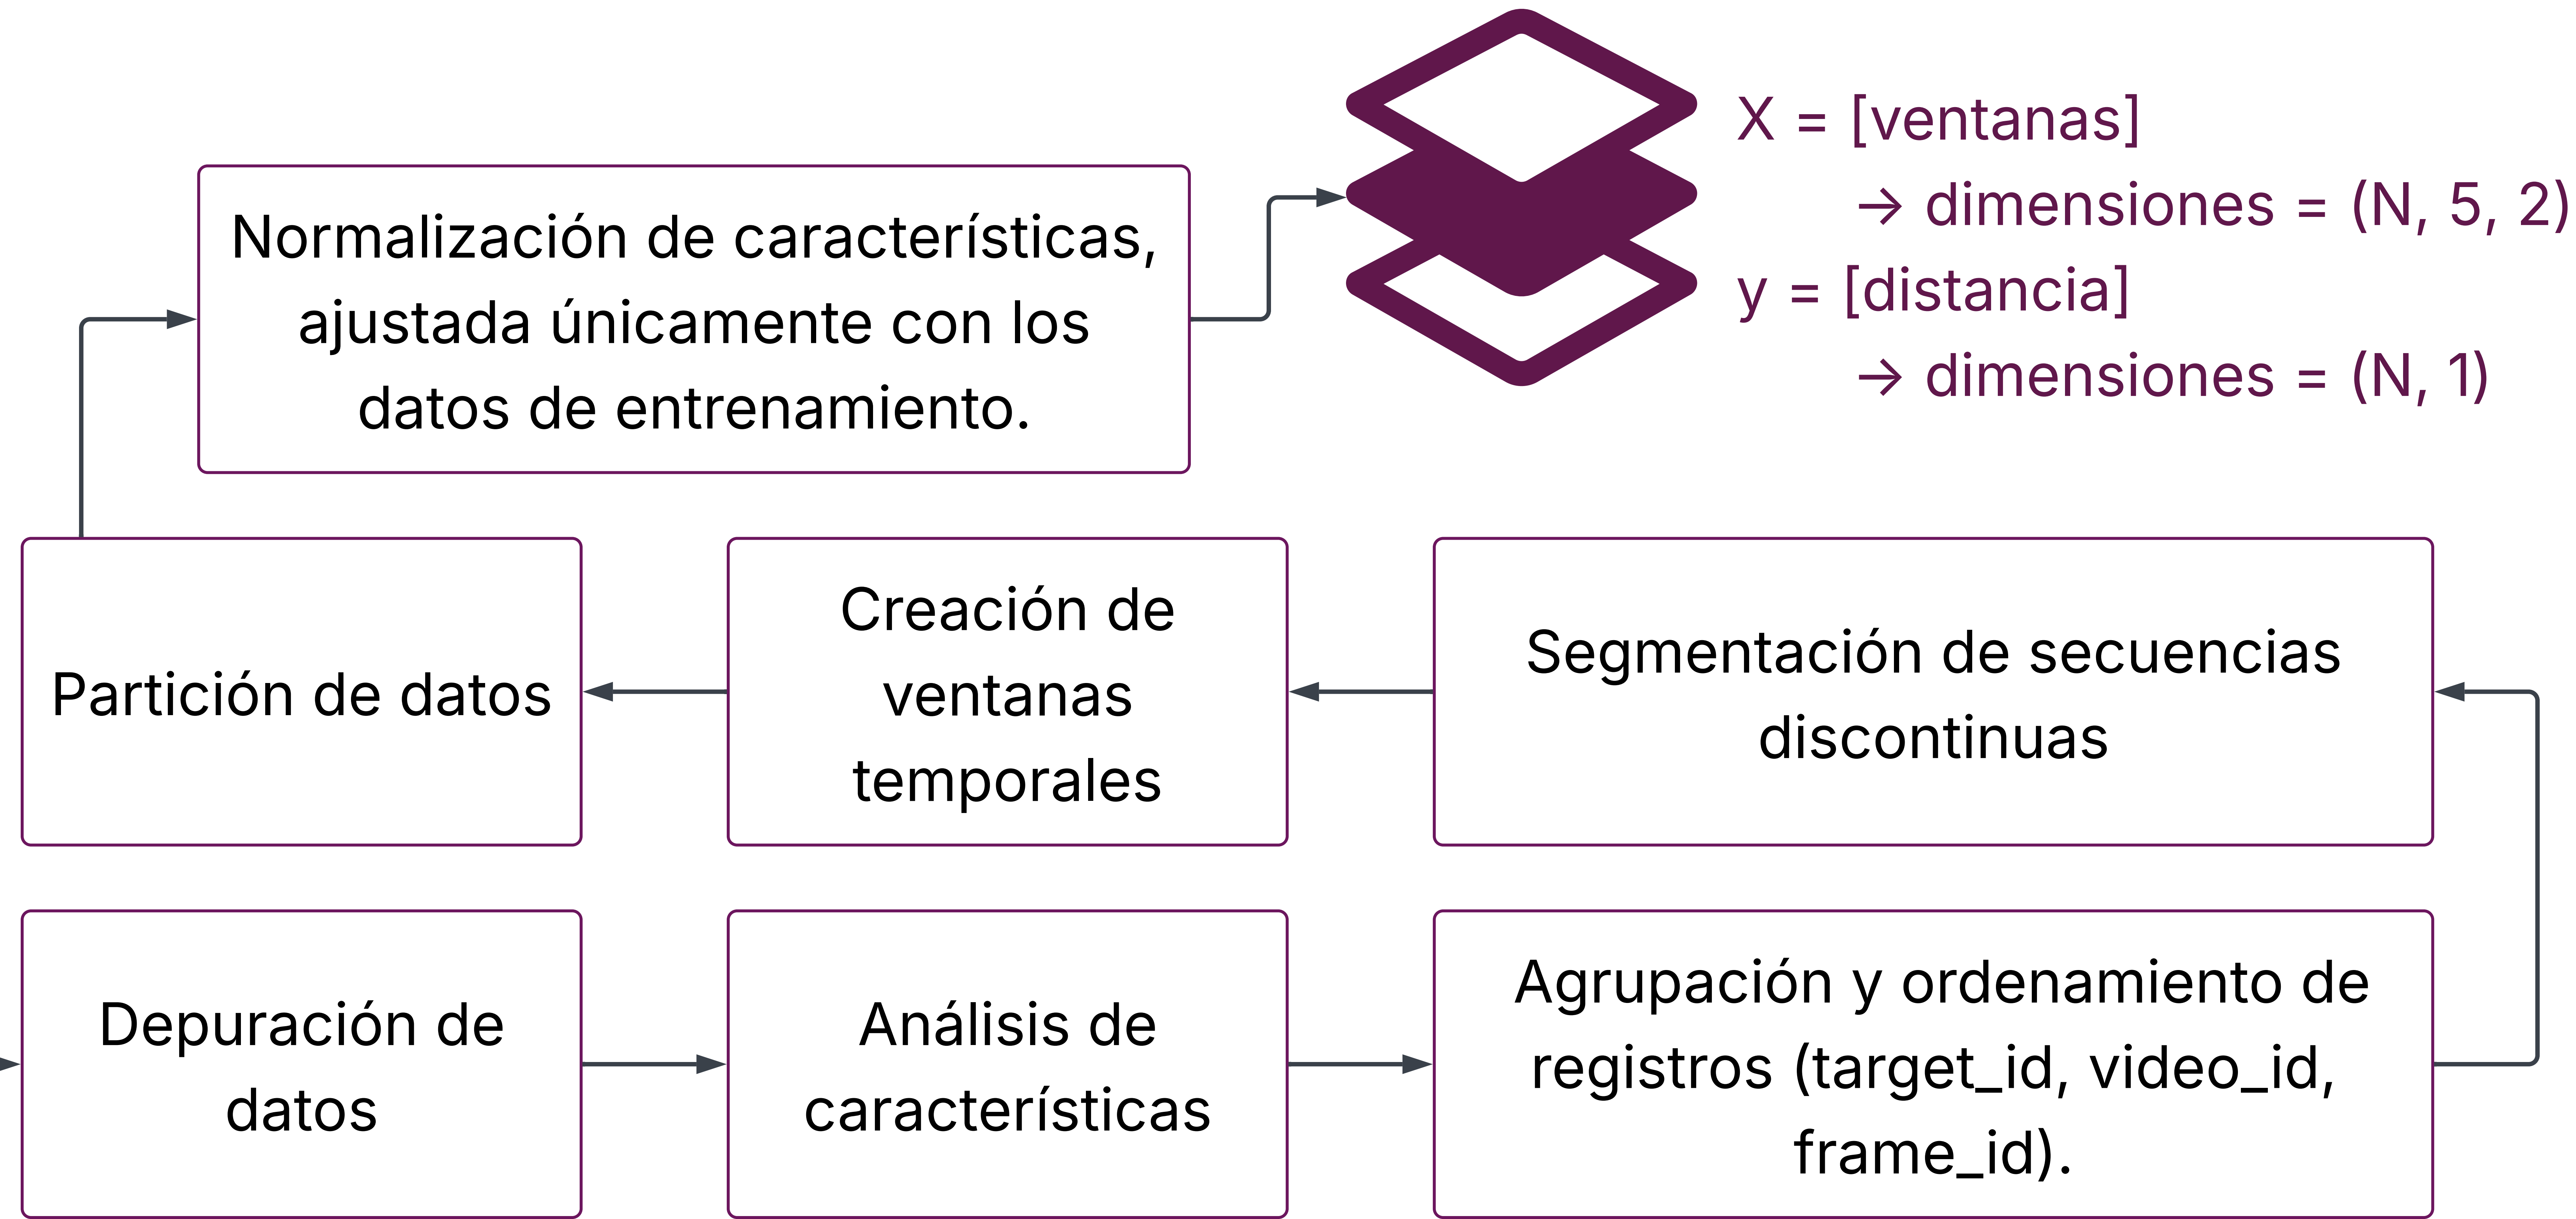 X = [ventanas]
→ dimensiones = (N, 5, 2)
y = [distancia]
→ dimensiones = (N, 1)
Normalización de características,
ajustada únicamente con los
datos de entrenamiento.
Partición de datos
Creación de
ventanas
temporales
Segmentación de secuencias
discontinuas
Depuración de
datos
Análisis de
características
Agrupación y ordenamiento de
registros (target_id, video_id,
frame_id).